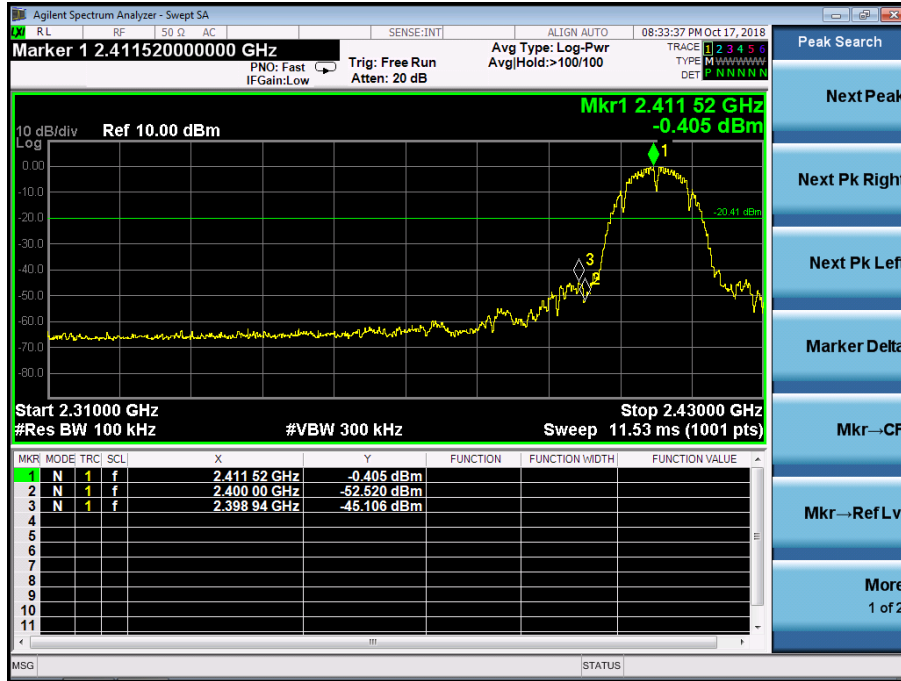 Agilent Spectrum Analyzer - Swept SA
LXI RL RF 50 Ω AC SENSE:INT ALIGN AUTO 08:33:37 PM Oct 17, 2018
Marker 1 2.411520000000 GHz
PNO: Fast
IFGain:Low
Trig: Free Run
Atten: 20 dB
Avg Type: Log-Pwr
Avg|Hold:>100/100
TRACE 1 2 3 4 5 6
TYPE M WWWWW
DET P N N N N N
Mkr1 2.411 52 GHz
-0.405 dBm
10 dB/div Ref 10.00 dBm
Log
1
0.00
-10.0
-20.0
-20.41 dBm
-30.0
-40.0
3
2
-50.0
-60.0
-70.0
-80.0
Start 2.31000 GHz Stop 2.43000 GHz
#Res BW 100 kHz #VBW 300 kHz Sweep 11.53 ms (1001 pts)
MKR MODE TRC SCL X Y FUNCTION FUNCTION WIDTH FUNCTION VALUE
1 N 1 f 2.411 52 GHz -0.405 dBm
2 N 1 f 2.400 00 GHz -52.520 dBm
3 N 1 f 2.398 94 GHz -45.106 dBm
4
5
6
7
8
9
10
11
MSG STATUS
Peak Search
Next Peak
Next Pk Right
Next Pk Left
Marker Delta
Mkr→CF
Mkr→Ref Lv
More
1 of 2